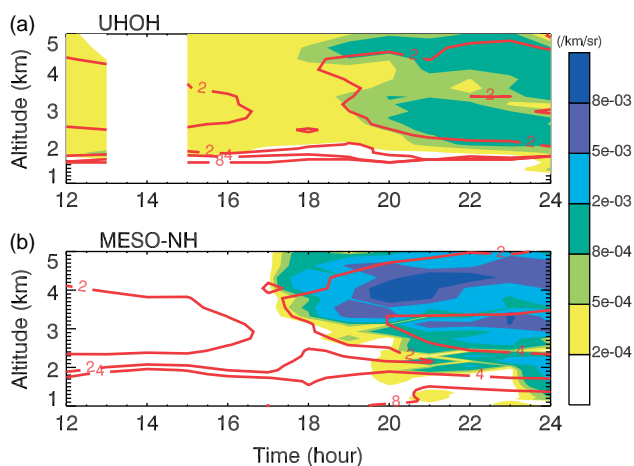 (a) UHOH
(/km/sr)
5
4
3
2
1
Altitude (km)
2
2
2
2
2
4
8
2
12 14 16 18 20 22 24
8e-03
5e-03
2e-03
8e-04
5e-04
2e-04
(b) MESO-NH
5
4
3
2
1
Altitude (km)
2
2
4
2
4
4
8
12 14 16 18 20 22 24
Time (hour)